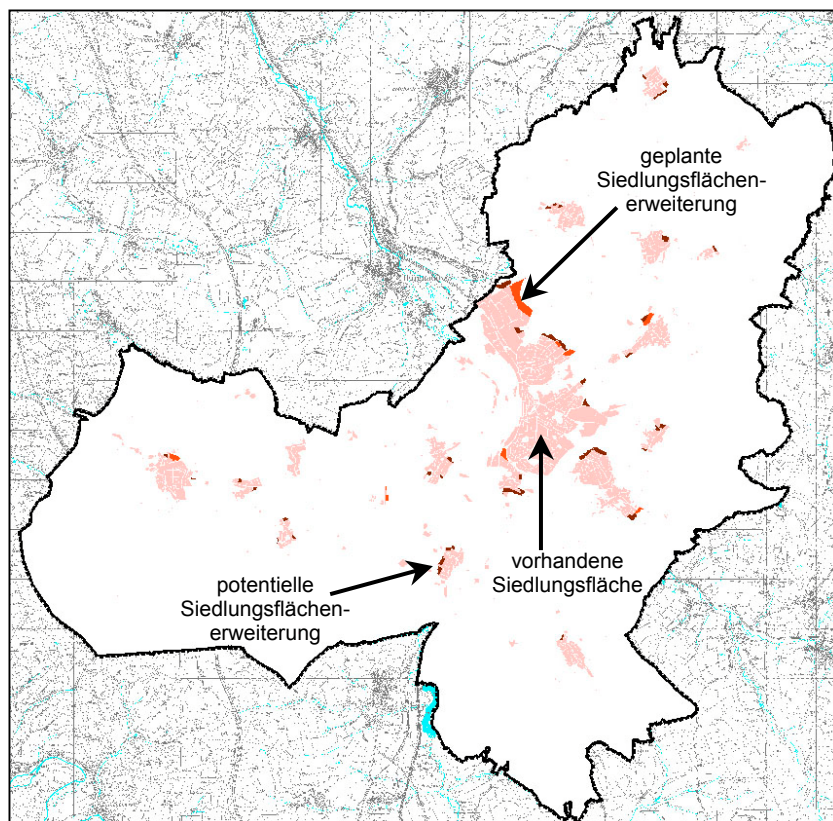 geplante
Siedlungsflächen-
erweiterung
vorhandene
Siedlungsfläche
potentielle
Siedlungsflächen-
erweiterung